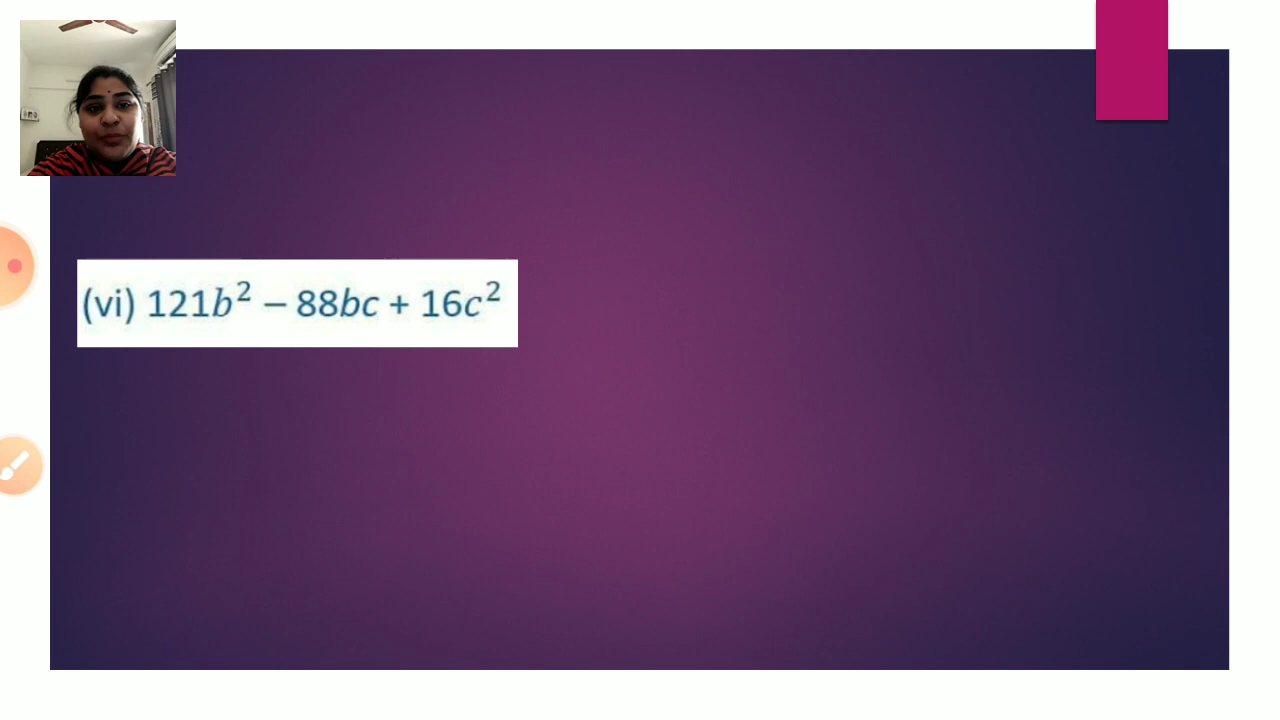 (vi) 121b² – 88bc + 16c²